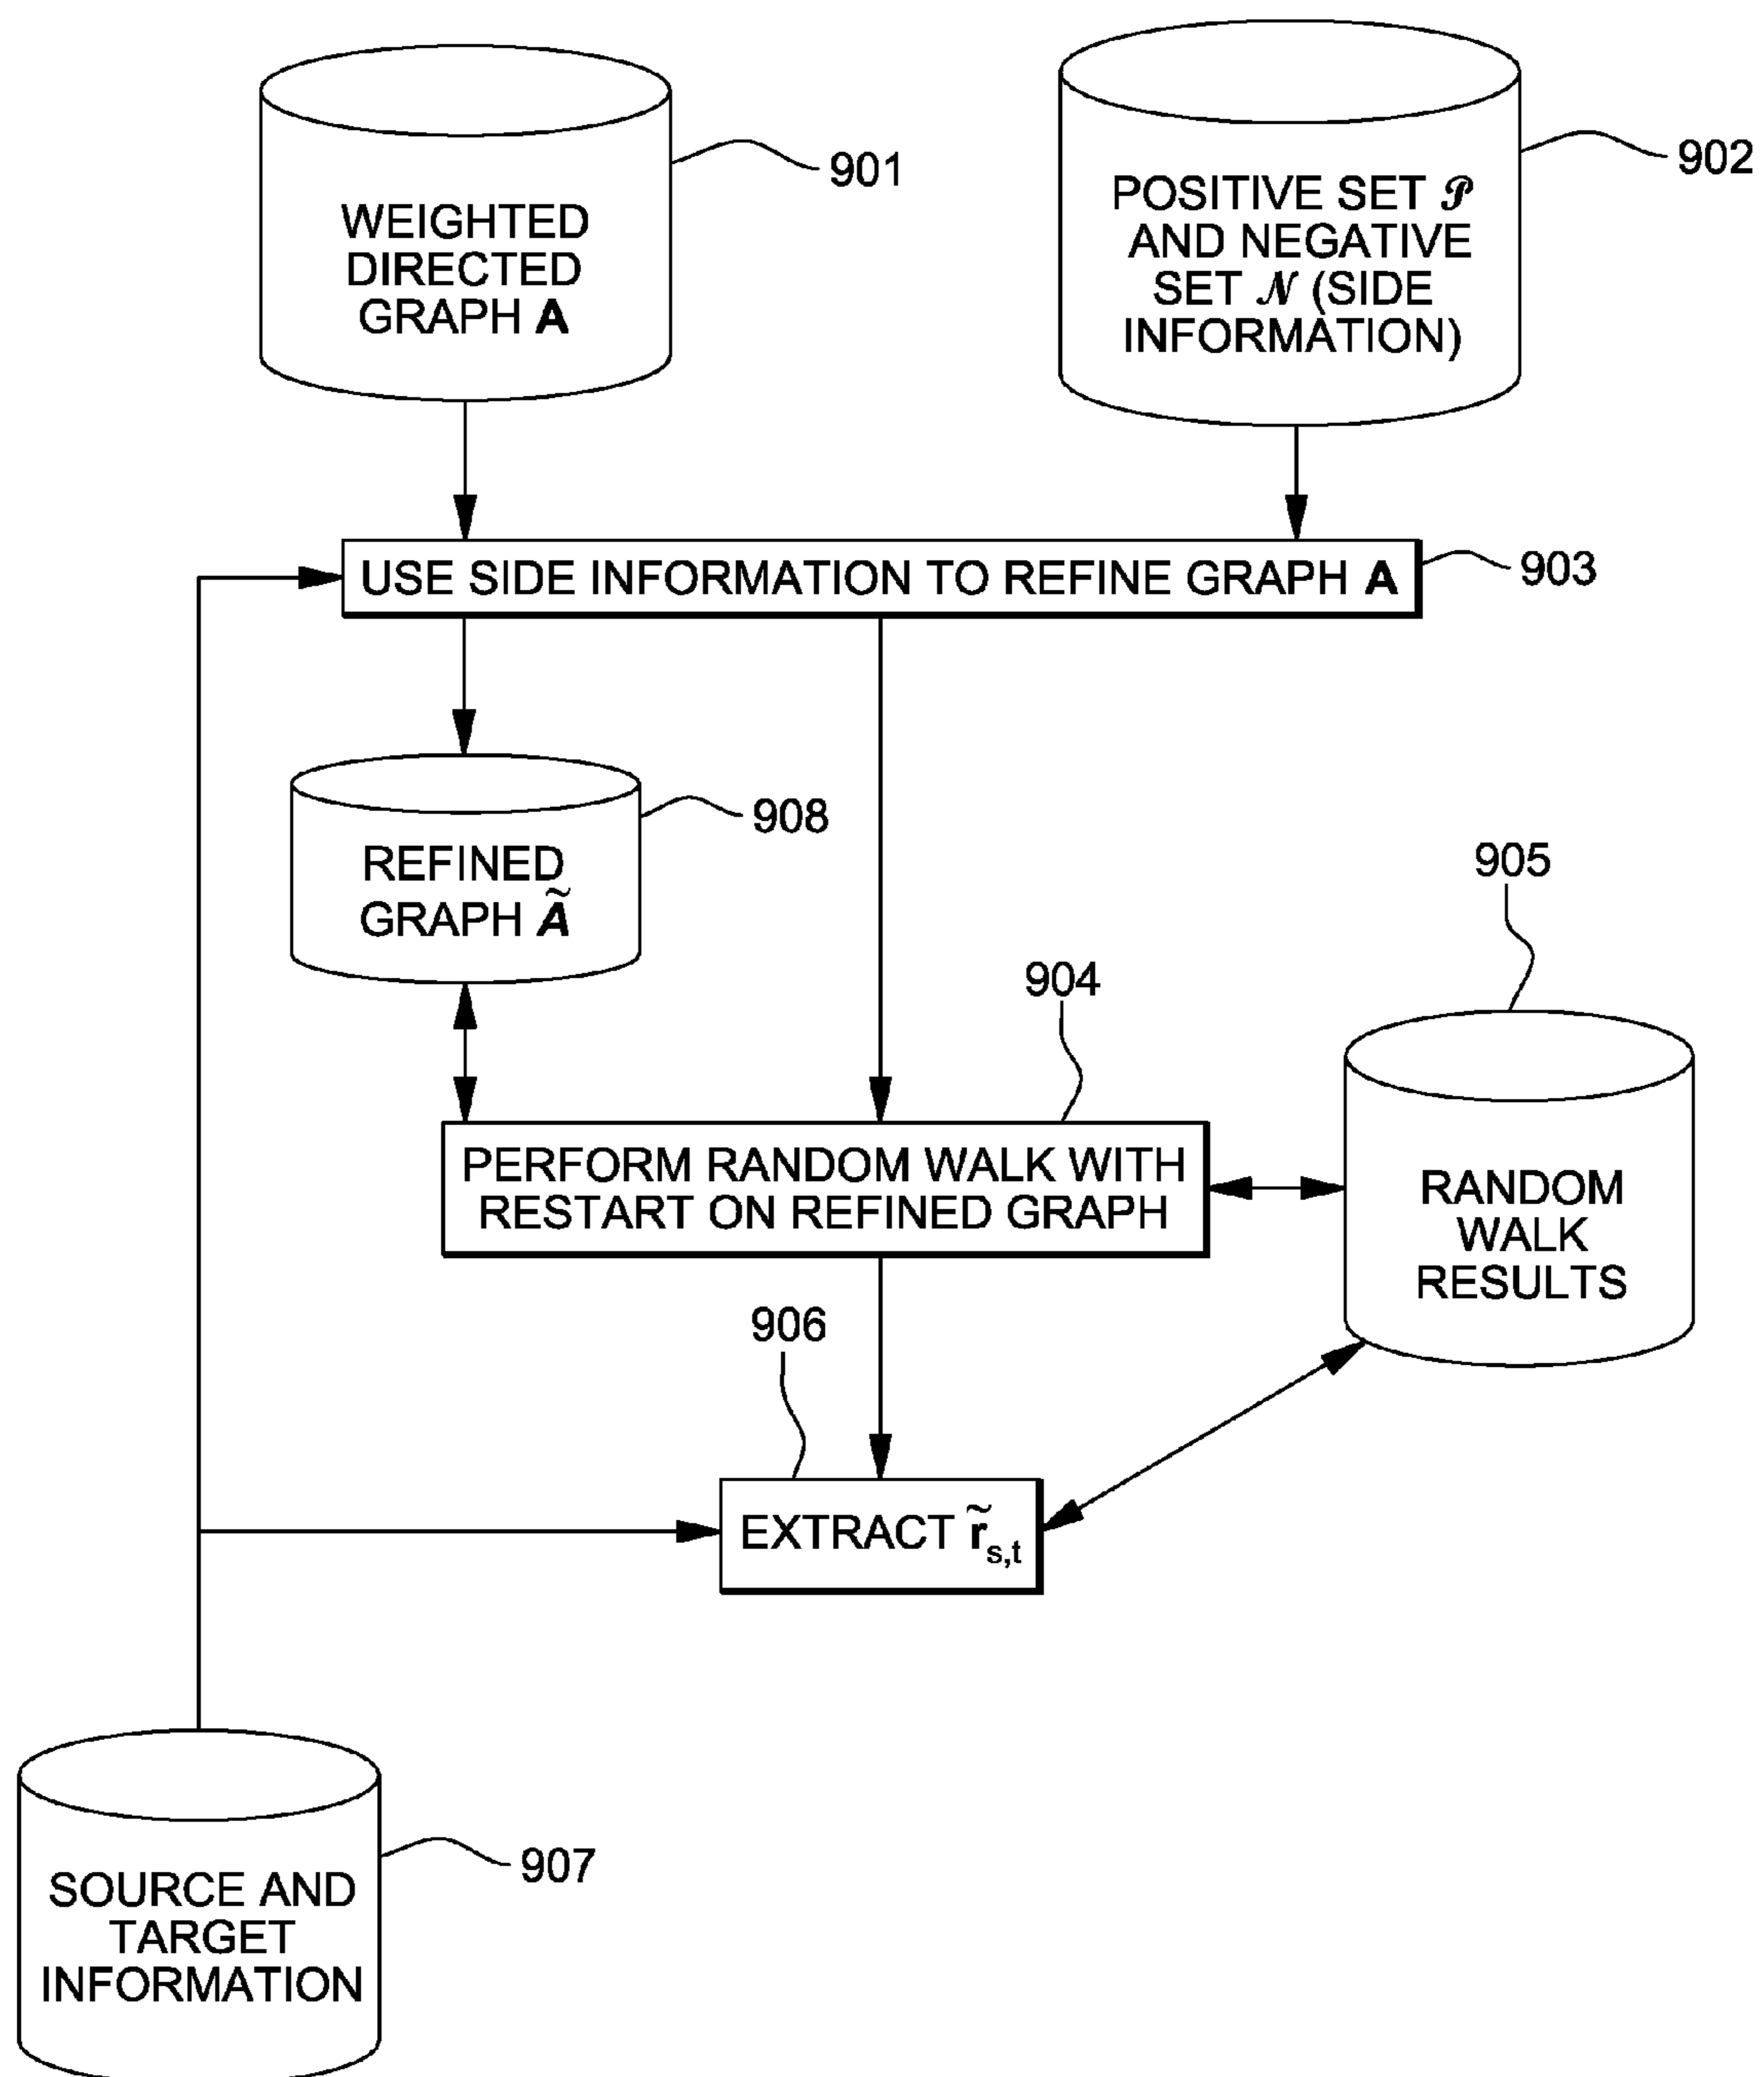 WEIGHTED
DIRECTED
GRAPH A
901
POSITIVE SET 𝒫
AND NEGATIVE
SET 𝒩 (SIDE
INFORMATION)
902
USE SIDE INFORMATION TO REFINE GRAPH A
903
REFINED
GRAPH Ã
908
904
905
PERFORM RANDOM WALK WITH
RESTART ON REFINED GRAPH
RANDOM
WALK
RESULTS
906
EXTRACT r̃s,t
SOURCE AND
TARGET
INFORMATION
907